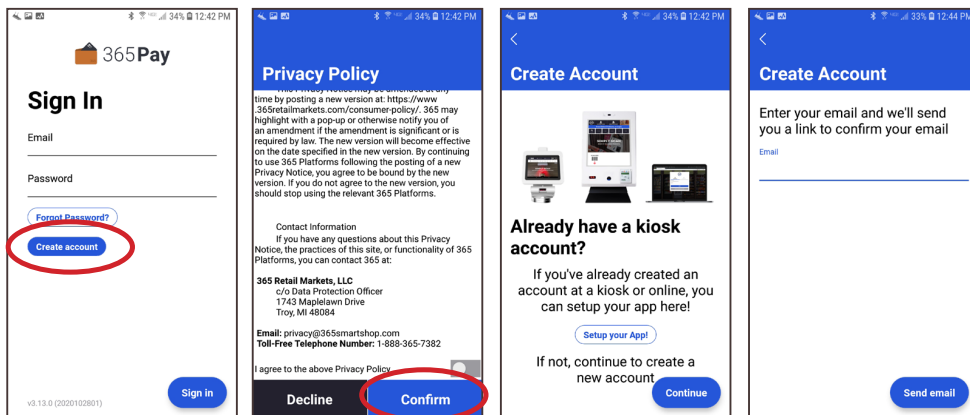 34% 12:42 PM
365Pay
Sign In
Email
Password
Forgot Password?
Create account
Sign in
v3.13.0 (2020102801)
34% 12:42 PM
Privacy Policy
This Privacy Notice may be amended at any
time by posting a new version at: https://www
.365retailmarkets.com/consumer-policy/. 365 may
highlight with a pop-up or otherwise notify you of
an amendment if the amendment is significant or is
required by law. The new version will become effective
on the date specified in the new version. By continuing
to use 365 Platforms following the posting of a new
Privacy Notice, you agree to be bound by the new
version. If you do not agree to the new version, you
should stop using the relevant 365 Platforms.
Contact Information
If you have any questions about this Privacy
Notice, the practices of this site, or functionality of 365
Platforms, you can contact 365 at:
365 Retail Markets, LLC
c/o Data Protection Officer
1743 Maplelawn Drive
Troy, MI 48084
Email: privacy@365smartshop.com
Toll-Free Telephone Number: 1-888-365-7382
I agree to the above Privacy Policy
Decline
Confirm
34% 12:42 PM
Create Account
Already have a kiosk
account?
If you've already created an
account at a kiosk or online, you
can setup your app here!
Setup your App!
If not, continue to create a
new account
Continue
33% 12:44 PM
Create Account
Enter your email and we'll send
you a link to confirm your email
Email
Send email